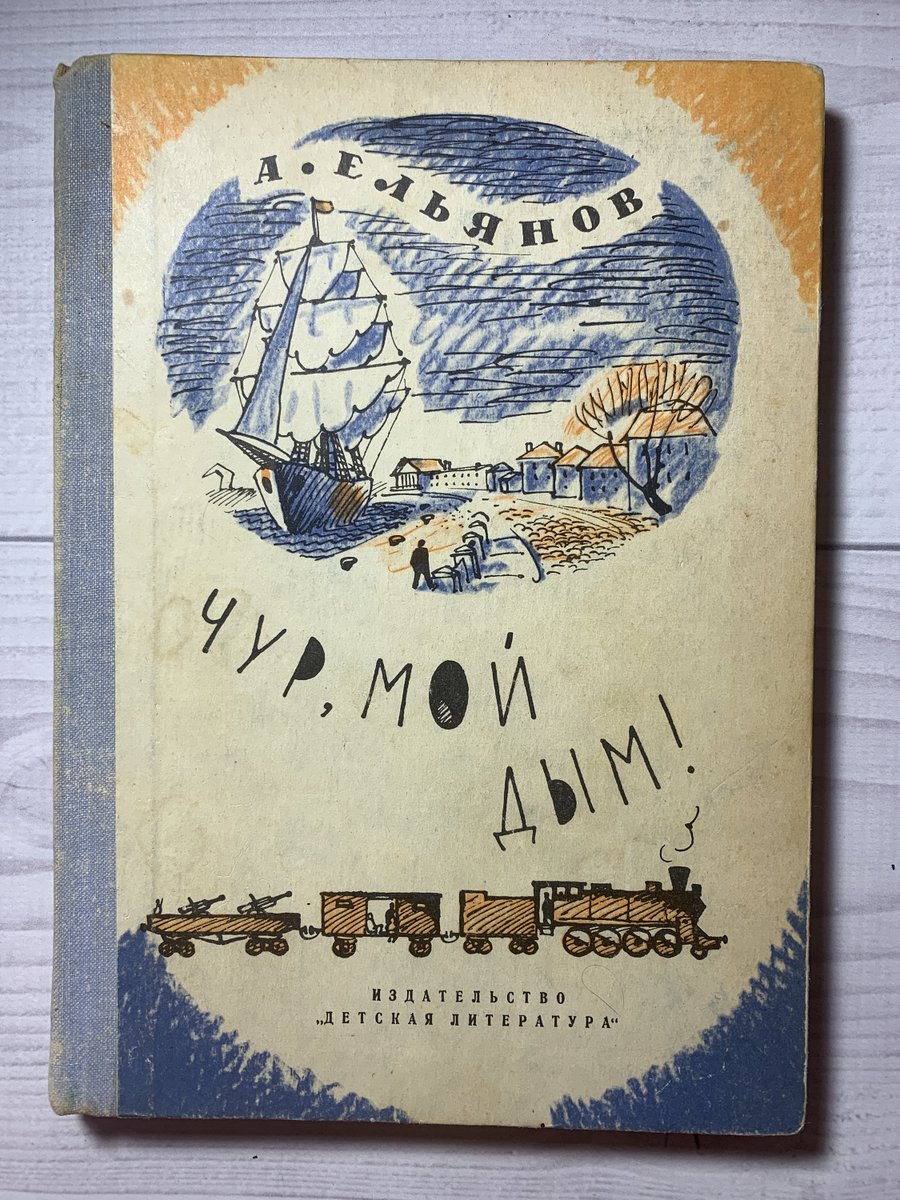 А. ЕЛЬЯНОВ
ЧУР, МОЙ
ДЫМ!
ИЗДАТЕЛЬСТВО
„ДЕТСКАЯ ЛИТЕРАТУРА“